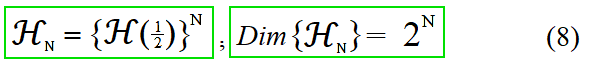 ℋ_N = {ℋ(½)}^N ; Dim{ℋ_N} = 2^N (8)